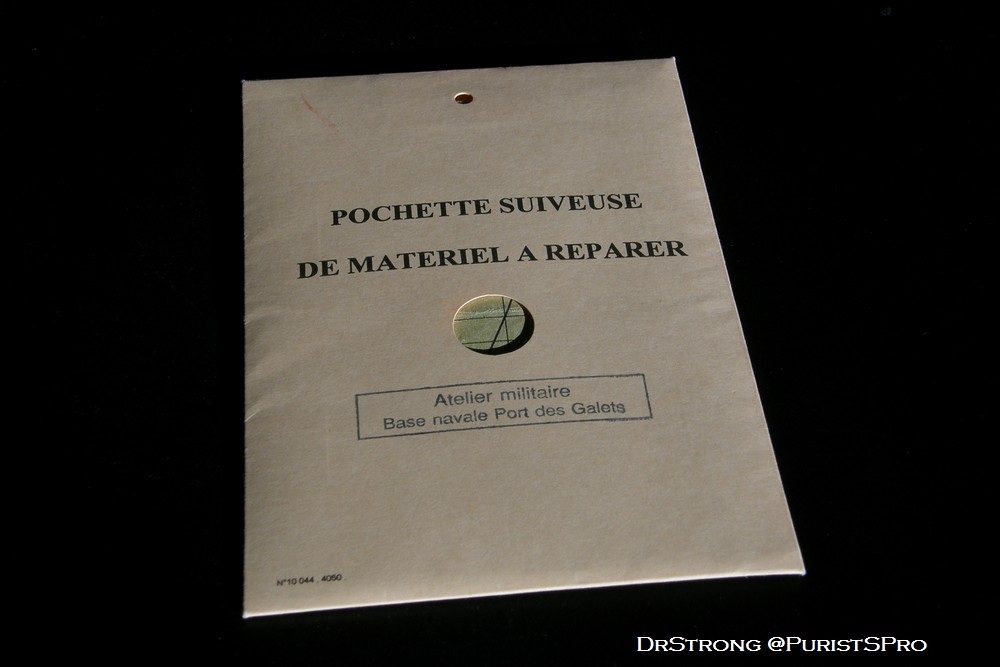 POCHETTE SUIVEUSE
DE MATERIEL A REPARER
Atelier militaire
Base navale Port des Galets
N°10 044 . 4050 .
DrStrong @PuristSPro